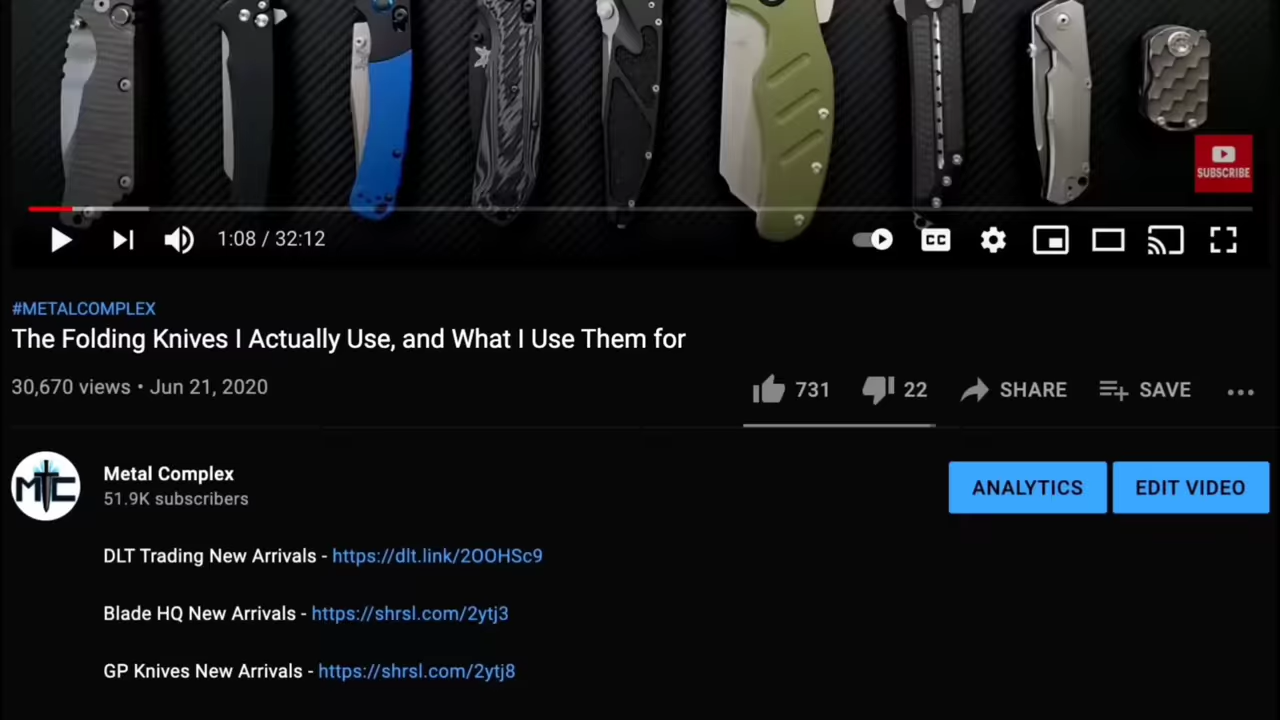 SUBSCRIBE
1:08 / 32:12
CC
#METALCOMPLEX
The Folding Knives I Actually Use, and What I Use Them for
30,670 views • Jun 21, 2020
731
22
SHARE
SAVE
MTC
Metal Complex
51.9K subscribers
ANALYTICS
EDIT VIDEO
DLT Trading New Arrivals - https://dlt.link/2OOHSc9
Blade HQ New Arrivals - https://shrsl.com/2ytj3
GP Knives New Arrivals - https://shrsl.com/2ytj8